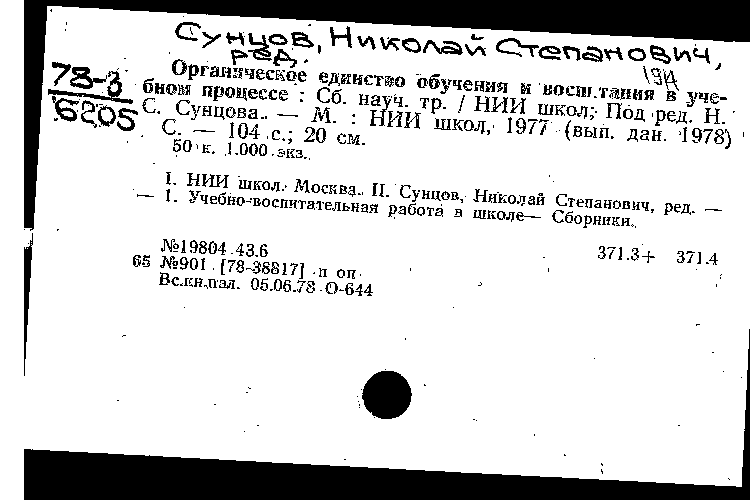 Сунцов, Николай Степанович,
ред.
78-3
6205
Органическое единство обучения и воспитания в уче-
бном процессе : Сб. науч. тр. / НИИ школ; Под ред. Н.
С. Сунцова. — М. : НИИ школ, 1977 (вып. дан. 1978)
С. — 104 с.; 20 см.
50 к. 1.000 экз.
I. НИИ школ. Москва. II. Сунцов, Николай Степанович, ред. —
— 1. Учебно-воспитательная работа в школе — Сборники.
№19804 43.6 371.3+ 371.4
65 №901 [78-38817] п оп
Вс.кн.пал. 05.06.78 О-644